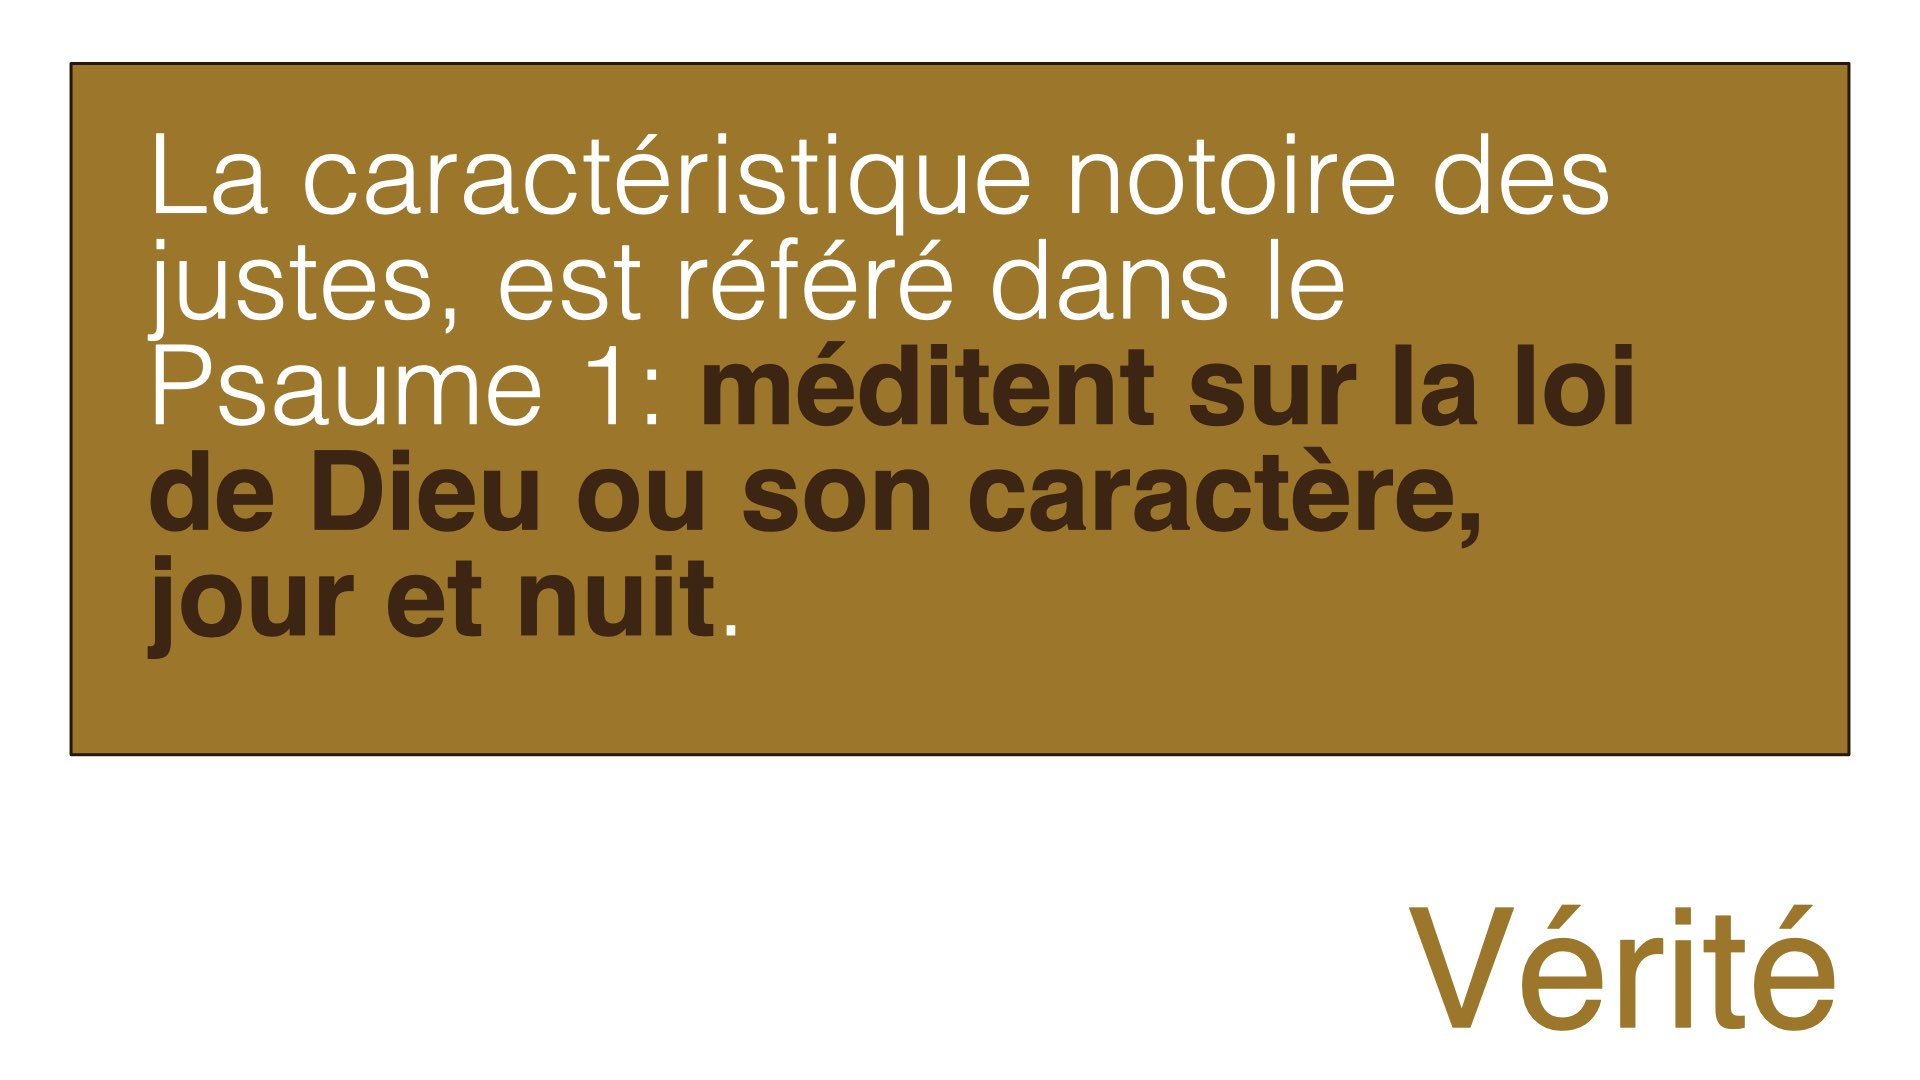 La caractéristique notoire des
justes, est référé dans le
Psaume 1: méditent sur la loi
de Dieu ou son caractère,
jour et nuit.
Vérité